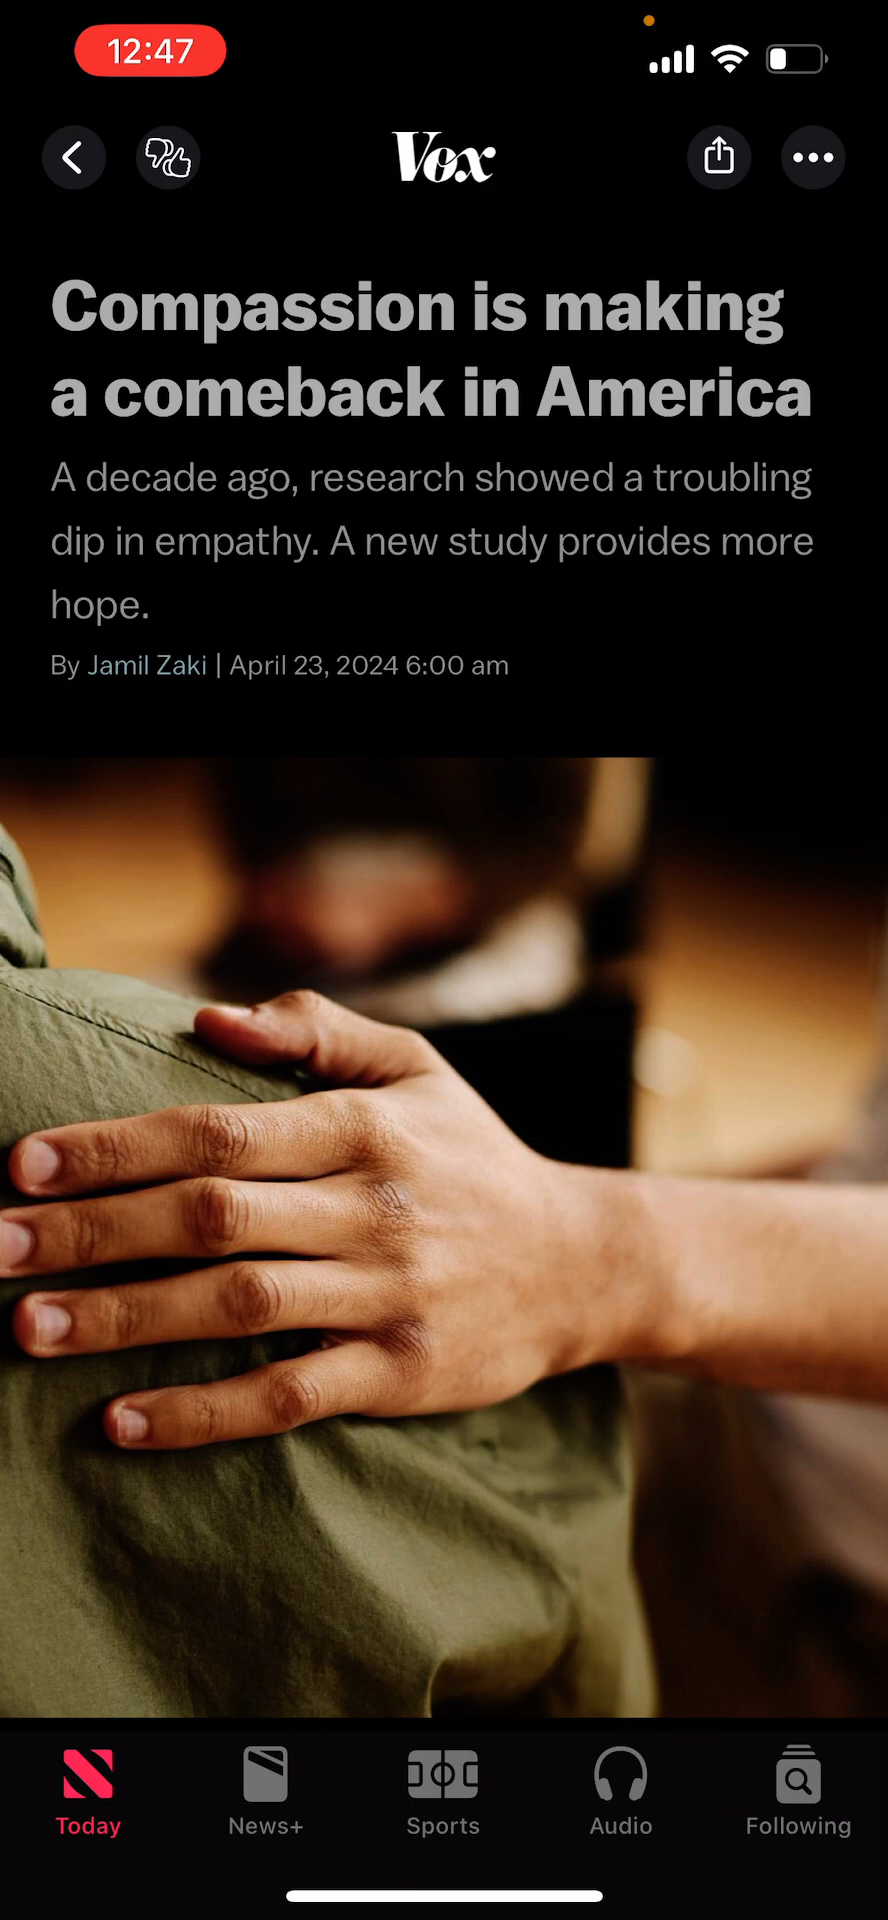 12:47
Vox
Compassion is making
a comeback in America
A decade ago, research showed a troubling
dip in empathy. A new study provides more
hope.
By Jamil Zaki | April 23, 2024 6:00 am
Today
News+
Sports
Audio
Following